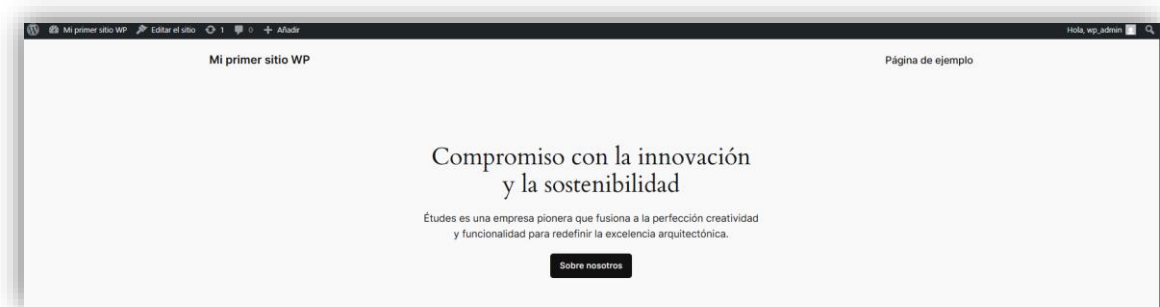 Mi primer sitio WP Editar el sitio 1 0 Añadir Hola, wp_admin
Mi primer sitio WP Página de ejemplo
Compromiso con la innovación
y la sostenibilidad
Études es una empresa pionera que fusiona a la perfección creatividad
y funcionalidad para redefinir la excelencia arquitectónica.
Sobre nosotros